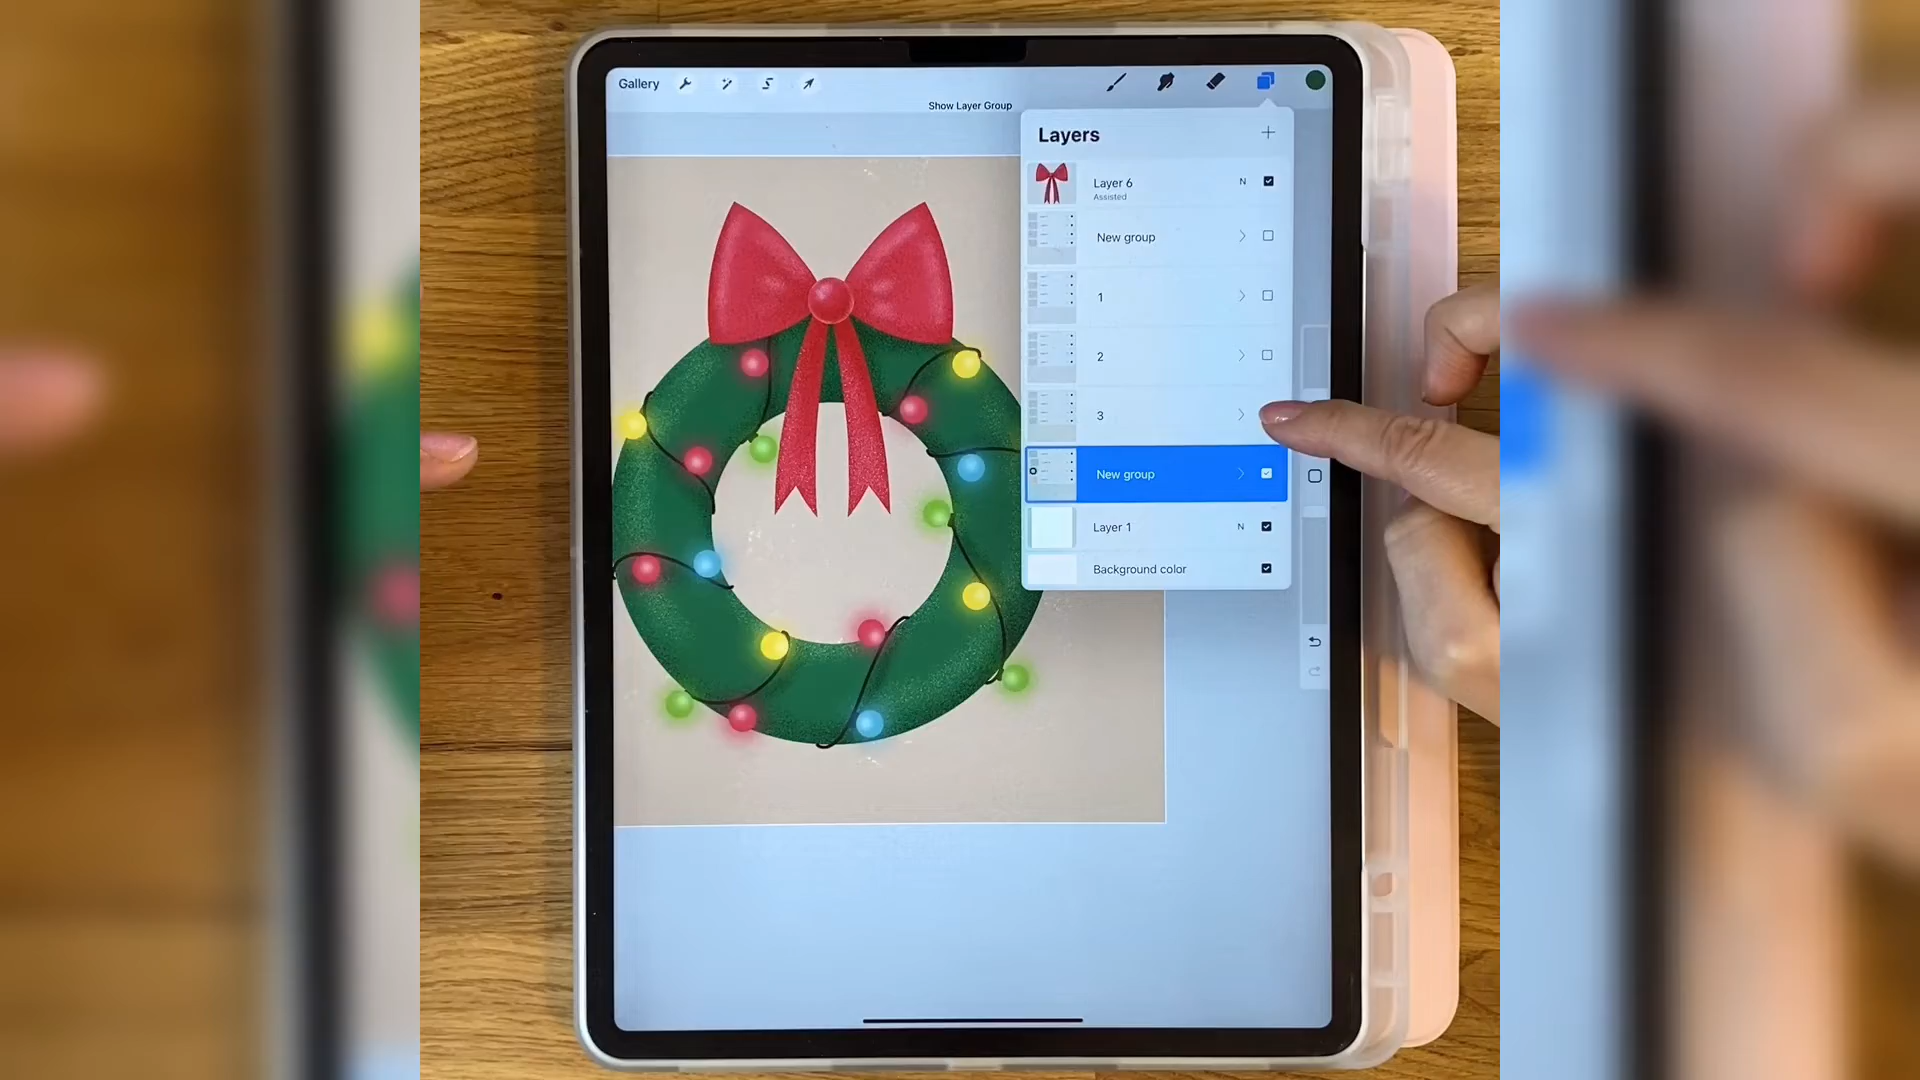 Gallery
Show Layer Group
Layers
Layer 6
N
Assisted
New group
1
2
3
New group
Layer 1
N
Background color